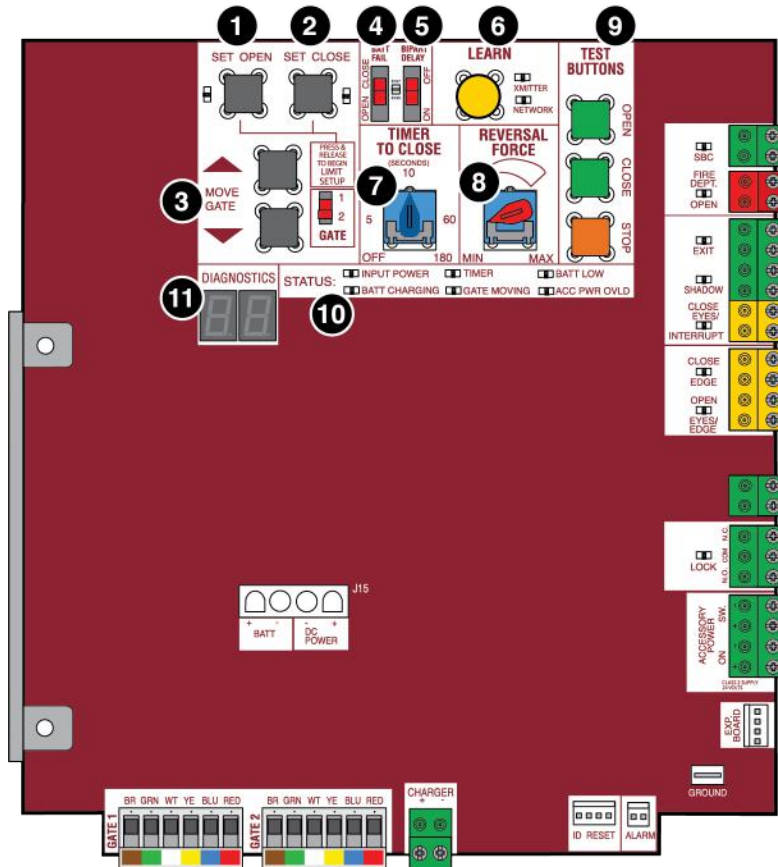 1 2 4 5 6 9
SET OPEN SET CLOSE
BATT FAIL
BIPART DELAY
LEARN
TEST BUTTONS
OPEN CLOSE
OFF
ON
XMITTER
NETWORK
OPEN
CLOSE
STOP
PRESS & RELEASE TO BEGIN LIMIT SETUP
3
MOVE GATE
1
2
GATE
TIMER TO CLOSE
(SECONDS)
10
7
5 60
OFF 180
REVERSAL FORCE
8
MIN MAX
11
DIAGNOSTICS
88
10
STATUS:
INPUT POWER TIMER BATT LOW
BATT CHARGING GATE MOVING ACC PWR OVLD
SBC
FIRE DEPT.
OPEN
EXIT
SHADOW
CLOSE EYES/
INTERRUPT
CLOSE
EDGE
OPEN
EYES/
EDGE
LOCK
N.C.
COM
N.O.
ACCESSORY POWER
SW.
ON
- + - +
CLASS 2 SUPPLY
24 VOLTS
EXP. BOARD
GROUND
J15
+ - - +
BATT
DC POWER
GATE 1
BR GRN WT YE BLU RED
GATE 2
BR GRN WT YE BLU RED
CHARGER
+ -
ID RESET
ALARM